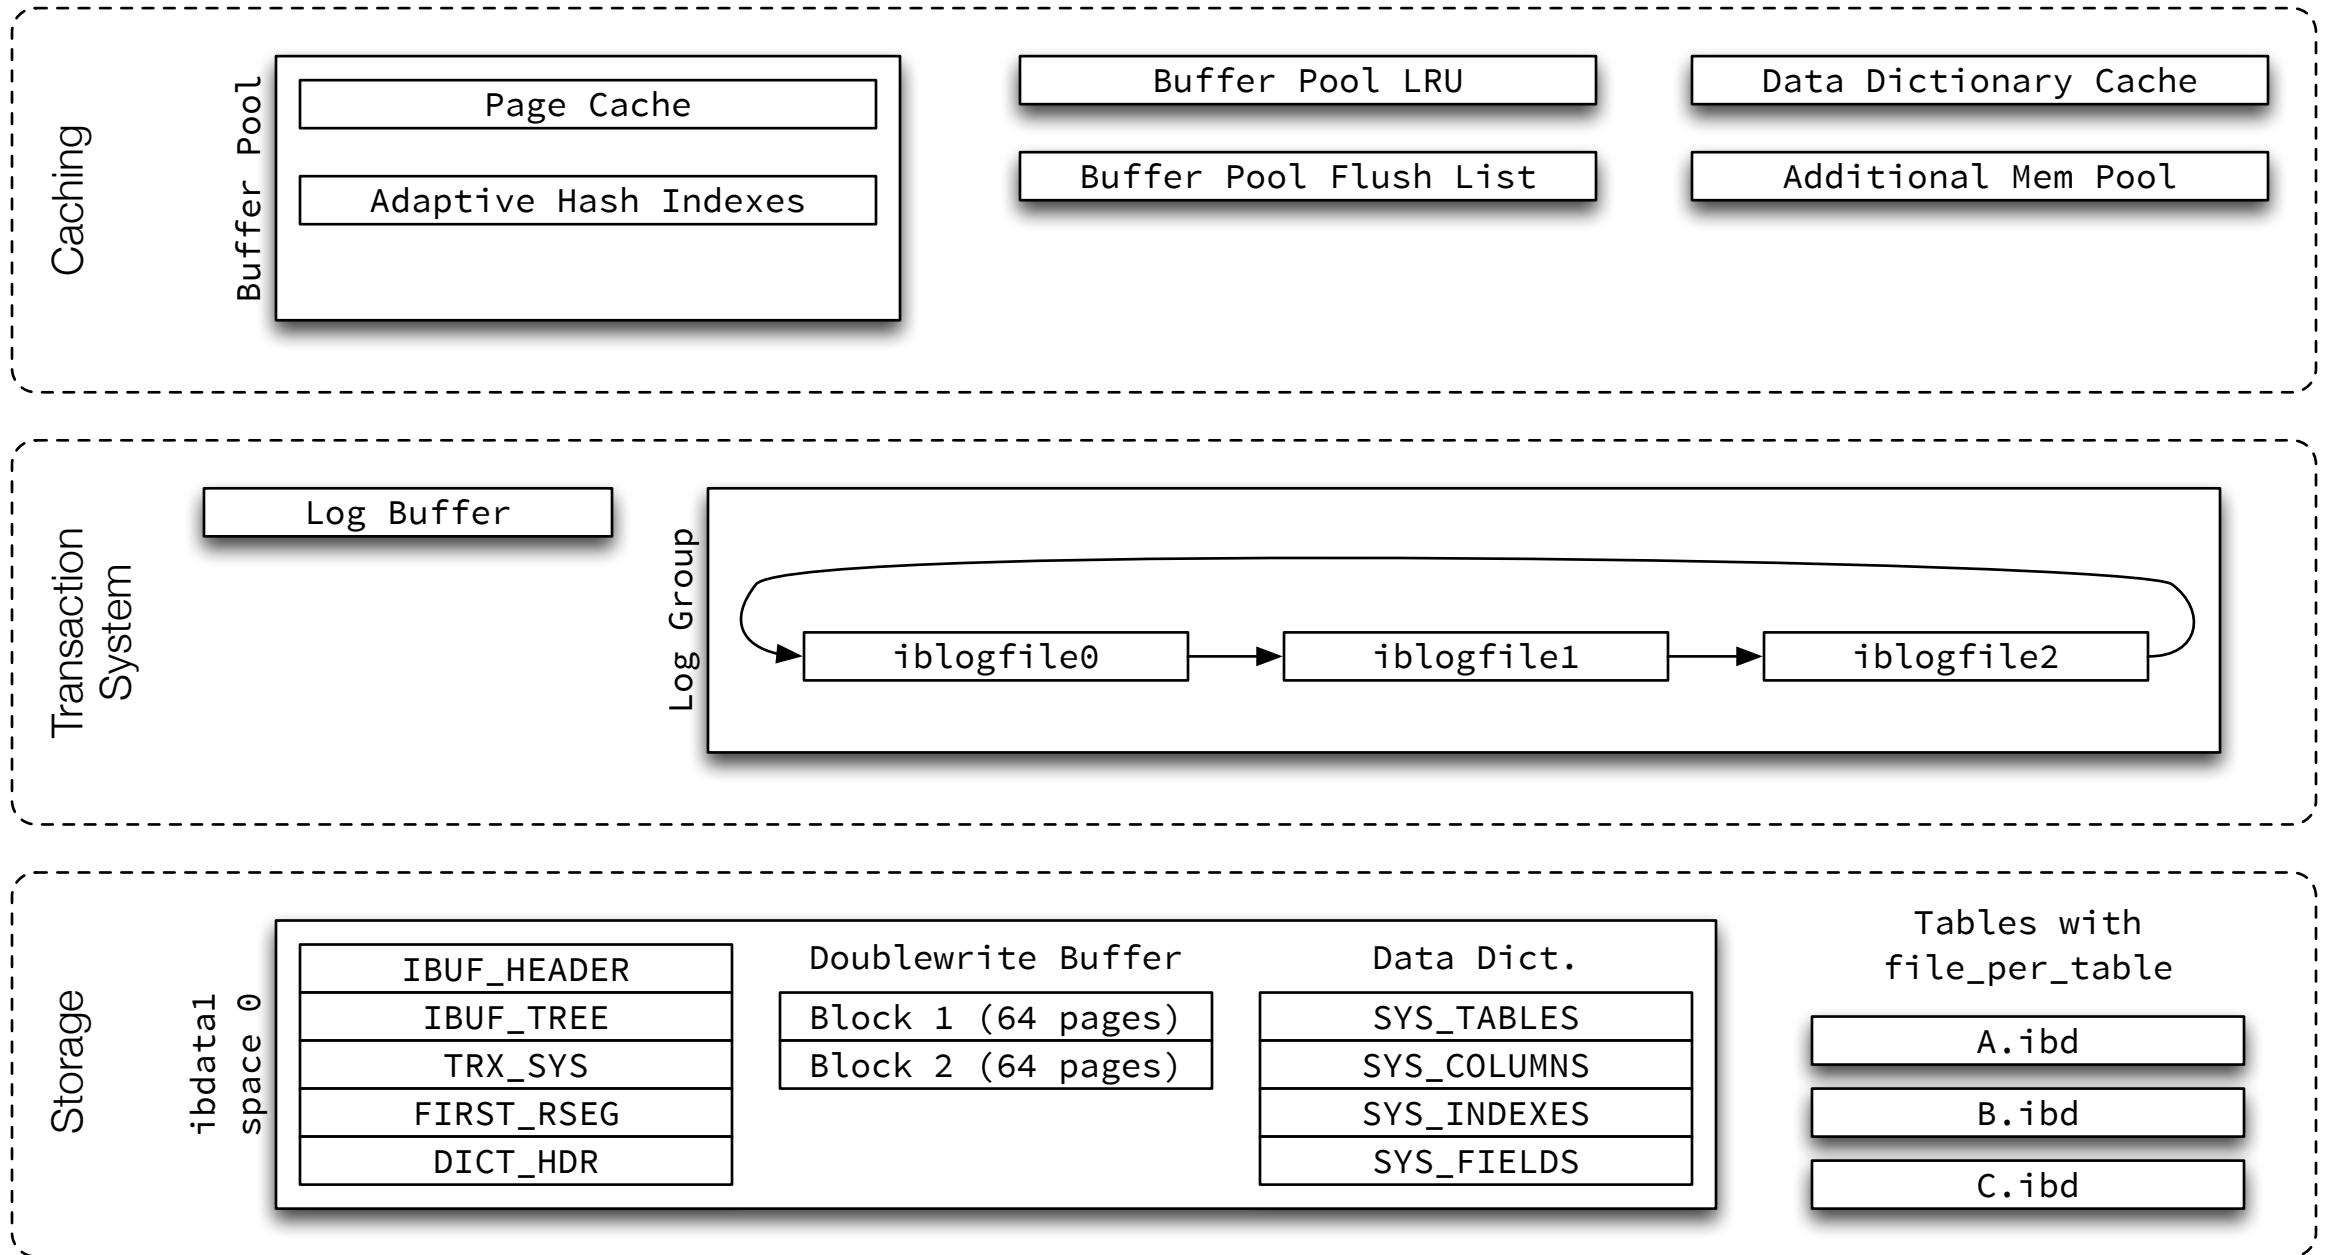 Caching
Buffer Pool
Page Cache
Adaptive Hash Indexes
Buffer Pool LRU
Buffer Pool Flush List
Data Dictionary Cache
Additional Mem Pool
Transaction
System
Log Buffer
Log Group
iblogfile0
iblogfile1
iblogfile2
Storage
ibdata1
space 0
IBUF_HEADER
IBUF_TREE
TRX_SYS
FIRST_RSEG
DICT_HDR
Doublewrite Buffer
Block 1 (64 pages)
Block 2 (64 pages)
Data Dict.
SYS_TABLES
SYS_COLUMNS
SYS_INDEXES
SYS_FIELDS
Tables with
file_per_table
A.ibd
B.ibd
C.ibd